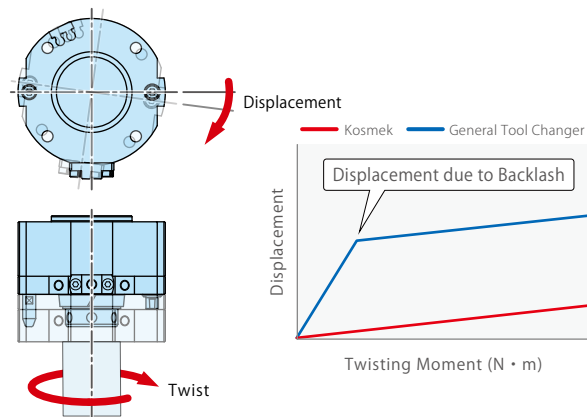 Displacement
Kosmek
General Tool Changer
Displacement due to Backlash
Displacement
Twisting Moment (N・m)
Twist